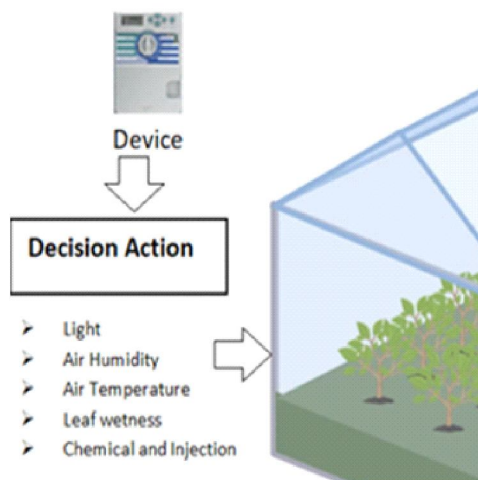 Device
Decision Action
Light
Air Humidity
Air Temperature
Leaf wetness
Chemical and Injection